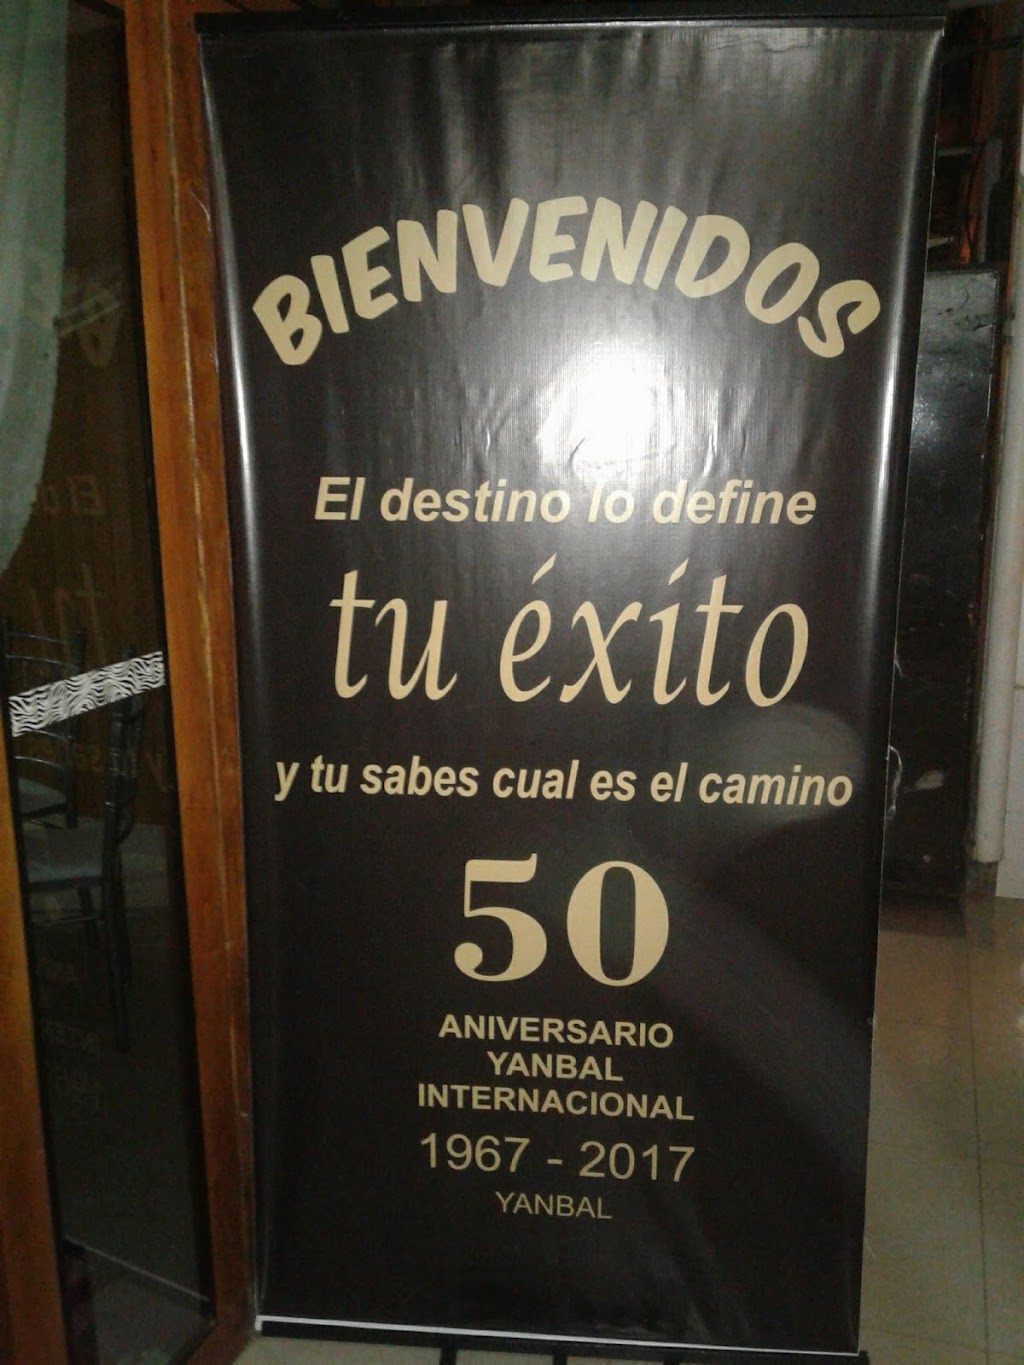 BIENVENIDOS
El destino lo define
tu éxíto
y tu sabes cual es el camino
50
ANIVERSARIO
YANBAL
INTERNACIONAL
1967 - 2017
YANBAL